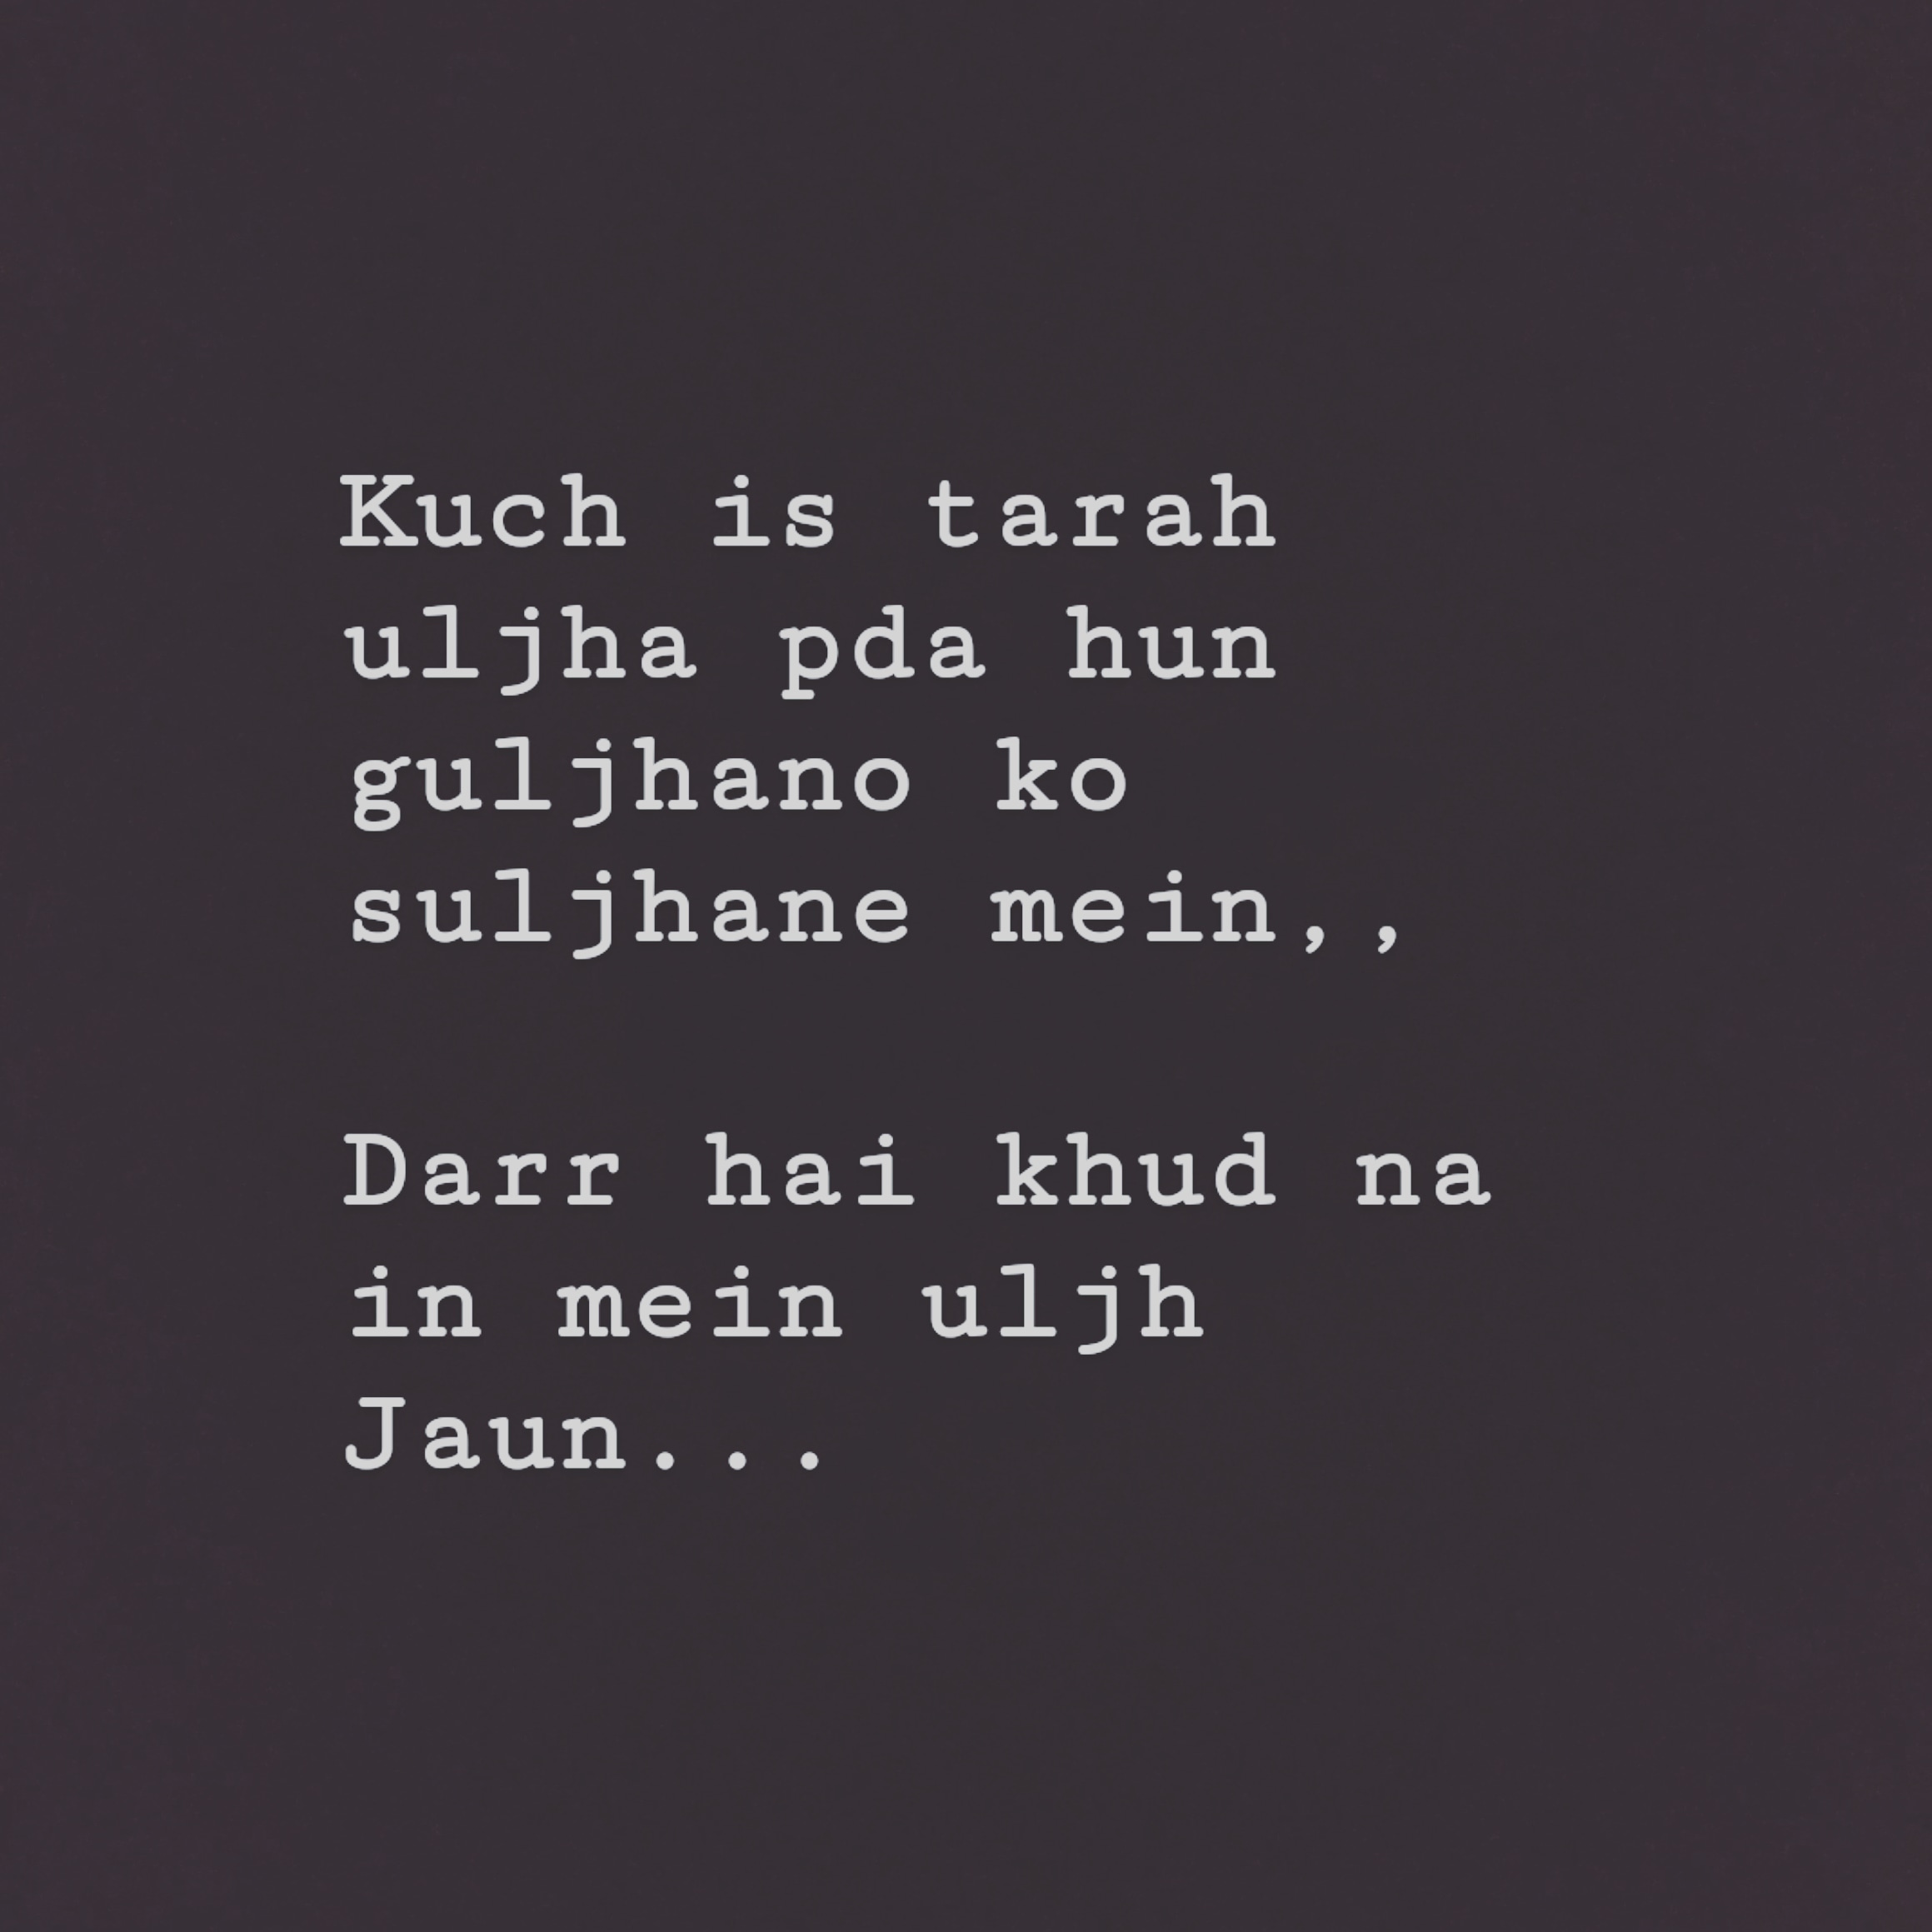 Kuch is tarah
uljha pda hun
guljhano ko
suljhane mein,,
Darr hai khud na
in mein uljh
Jaun...